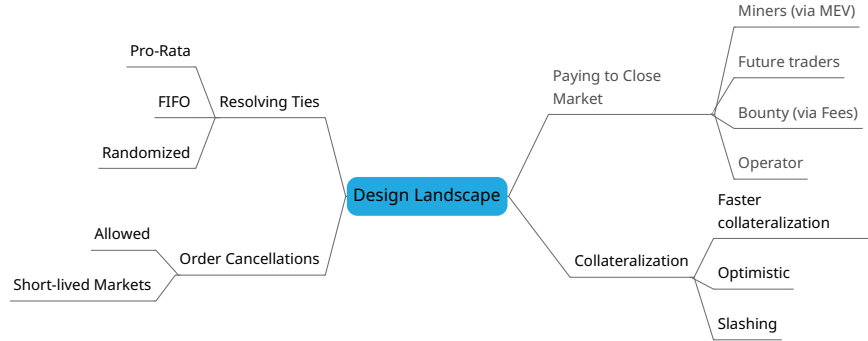 Design Landscape
Resolving Ties
Pro-Rata
FIFO
Randomized
Order Cancellations
Allowed
Short-lived Markets
Paying to Close
Market
Miners (via MEV)
Future traders
Bounty (via Fees)
Operator
Collateralization
Faster
collateralization
Optimistic
Slashing